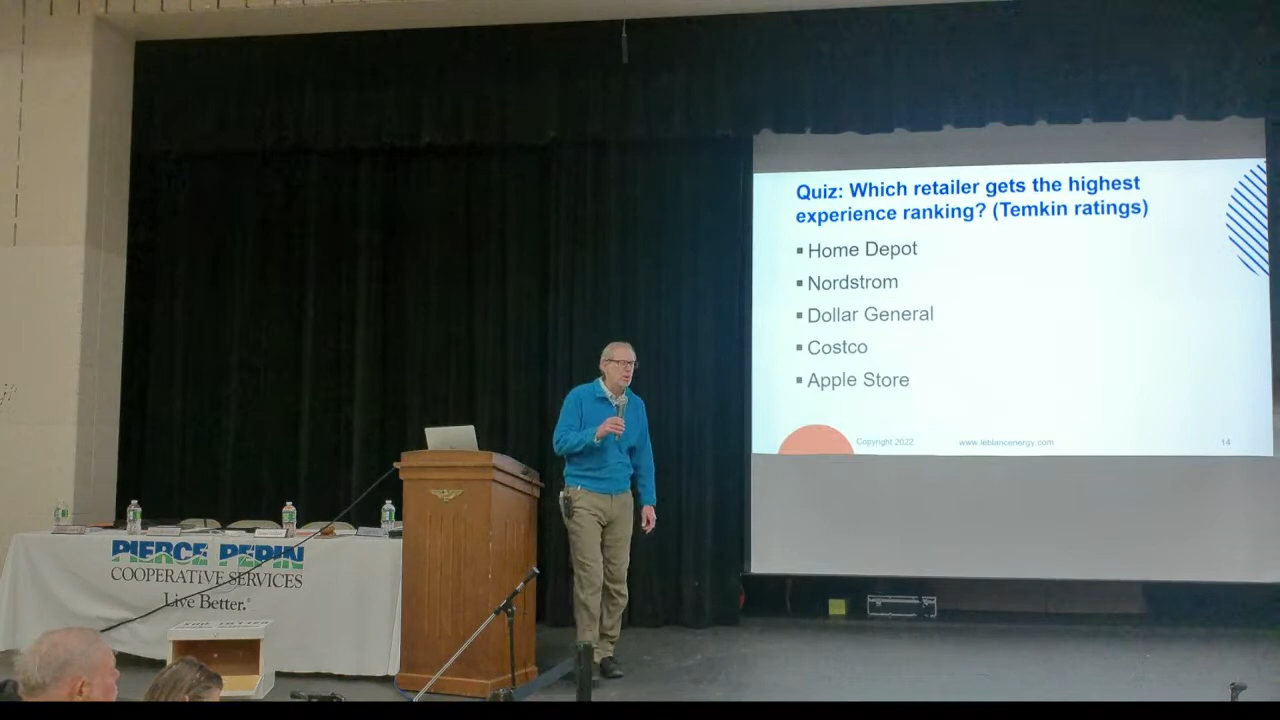 Quiz: Which retailer gets the highest
experience ranking? (Temkin ratings)
▪ Home Depot
▪ Nordstrom
▪ Dollar General
▪ Costco
▪ Apple Store
Copyright 2022 www.leblancenergy.com 14
PIERCE PEPIN
COOPERATIVE SERVICES
Live Better.®